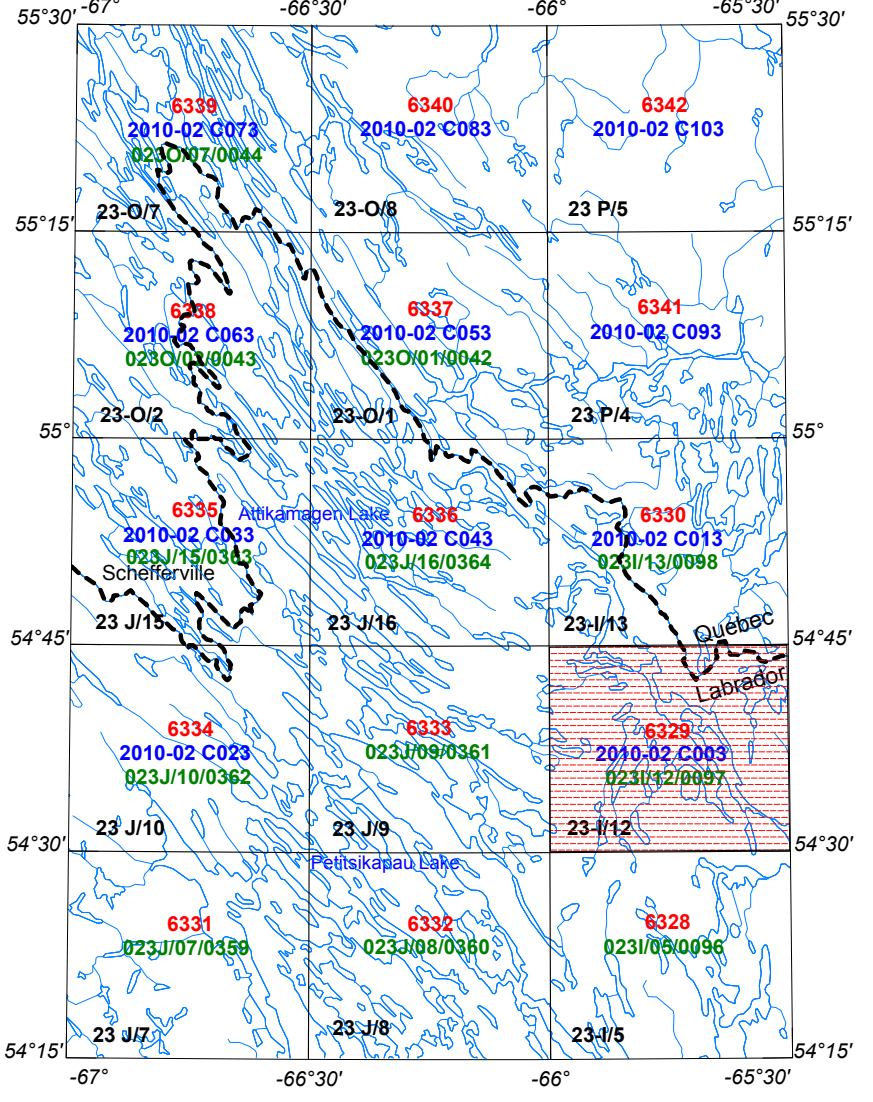 -67° -66°30' -66° -65°30'
55°30' 55°30'
6339 6340 6342
2010-02 C073 2010-02 C083 2010-02 C103
023O/07/0044
23-O/7 23-O/8 23 P/5
55°15' 55°15'
6338 6337 6341
2010-02 C063 2010-02 C053 2010-02 C093
023O/02/0043 023O/01/0042
23-O/2 23-O/1 23 P/4
55° 55°
6335 Attikamagen Lake 6336 6330
2010-02 C033 2010-02 C043 2010-02 C013
023J/15/0363 023J/16/0364 023I/13/0098
Schefferville
23 J/15 23 J/16 23-I/13 Quebec
54°45' 54°45'
Labrador
6334 6333 6329
2010-02 C023 023J/09/0361 2010-02 C003
023J/10/0362 023I/12/0097
23 J/10 23 J/9 23-I/12
54°30' 54°30'
Petitsikapau Lake
6331 6332 6328
023J/07/0359 023J/08/0360 023I/05/0096
23 J/7 23 J/8 23-I/5
54°15' 54°15'
-67° -66°30' -66° -65°30'